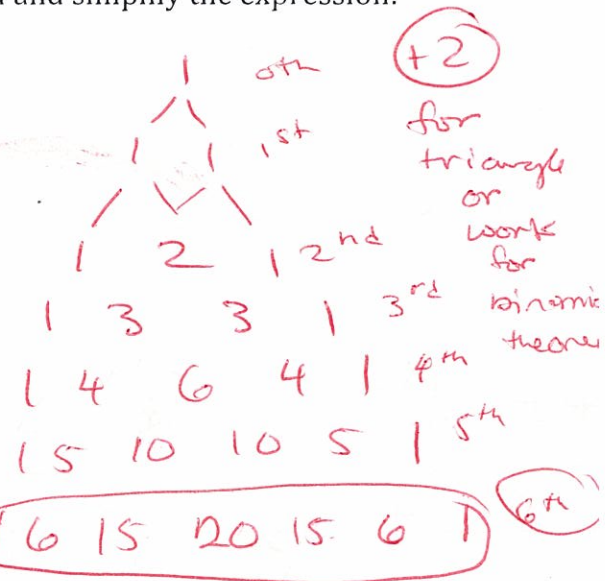 and simplify the expression.
1 0th +2
1 1 1st for
triangle
or
1 2 1 2nd work
for
1 3 3 1 3rd binomi
theore
1 4 6 4 1 4th
1 5 10 10 5 1 5th
1 6 15 20 15 6 1 6th